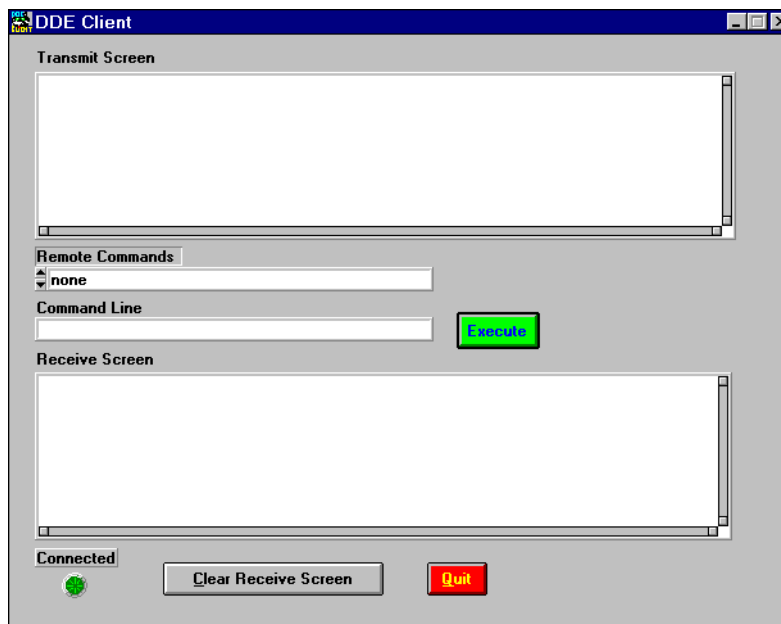 DDE Client
Transmit Screen
Remote Commands
none
Command Line
Execute
Receive Screen
Connected
Clear Receive Screen
Quit